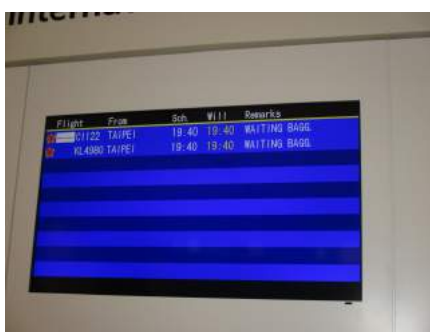 Flight From Sch. Will Remarks
CI122 TAIPEI 19:40 19:40 WAITING BAGG.
KL4980 TAIPEI 19:40 19:40 WAITING BAGG.